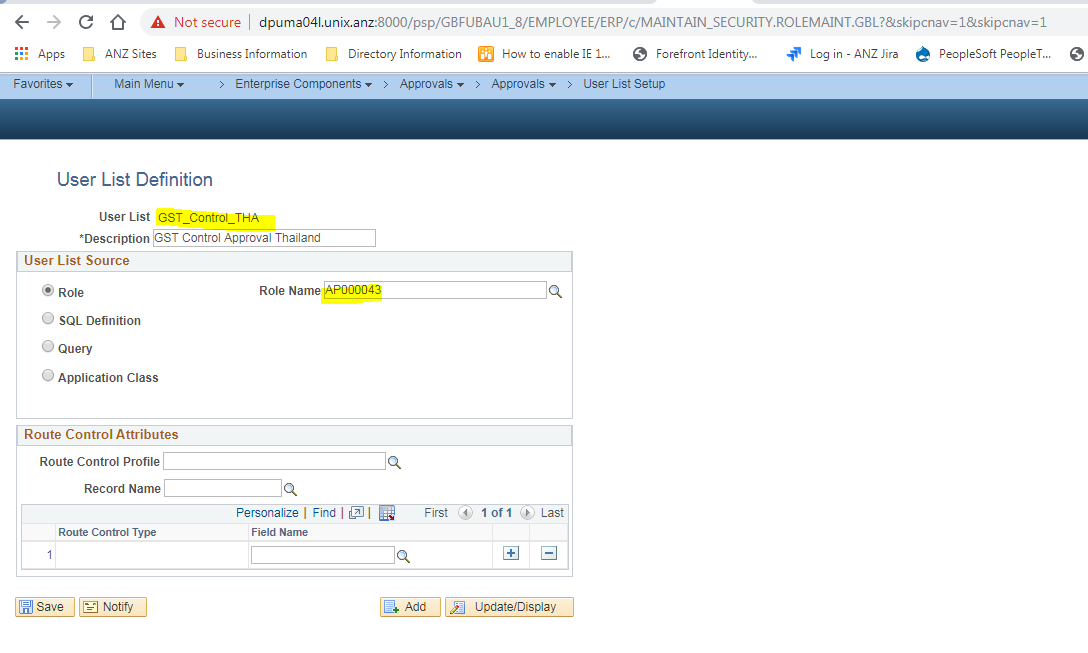 Not secure | dpuma04l.unix.anz:8000/psp/GBFUBAU1_8/EMPLOYEE/ERP/c/MAINTAIN_SECURITY.ROLEMAINT.GBL?&skipcnav=1&skipcnav=1
Apps ANZ Sites Business Information Directory Information How to enable IE 1... Forefront Identity... Log in - ANZ Jira PeopleSoft PeopleT...
Favorites Main Menu > Enterprise Components > Approvals > Approvals > User List Setup
User List Definition
User List GST_Control_THA
*Description GST Control Approval Thailand
User List Source
Role Role Name AP000043
SQL Definition
Query
Application Class
Route Control Attributes
Route Control Profile
Record Name
Personalize | Find | | First 1 of 1 Last
Route Control Type Field Name
1
Save Notify Add Update/Display